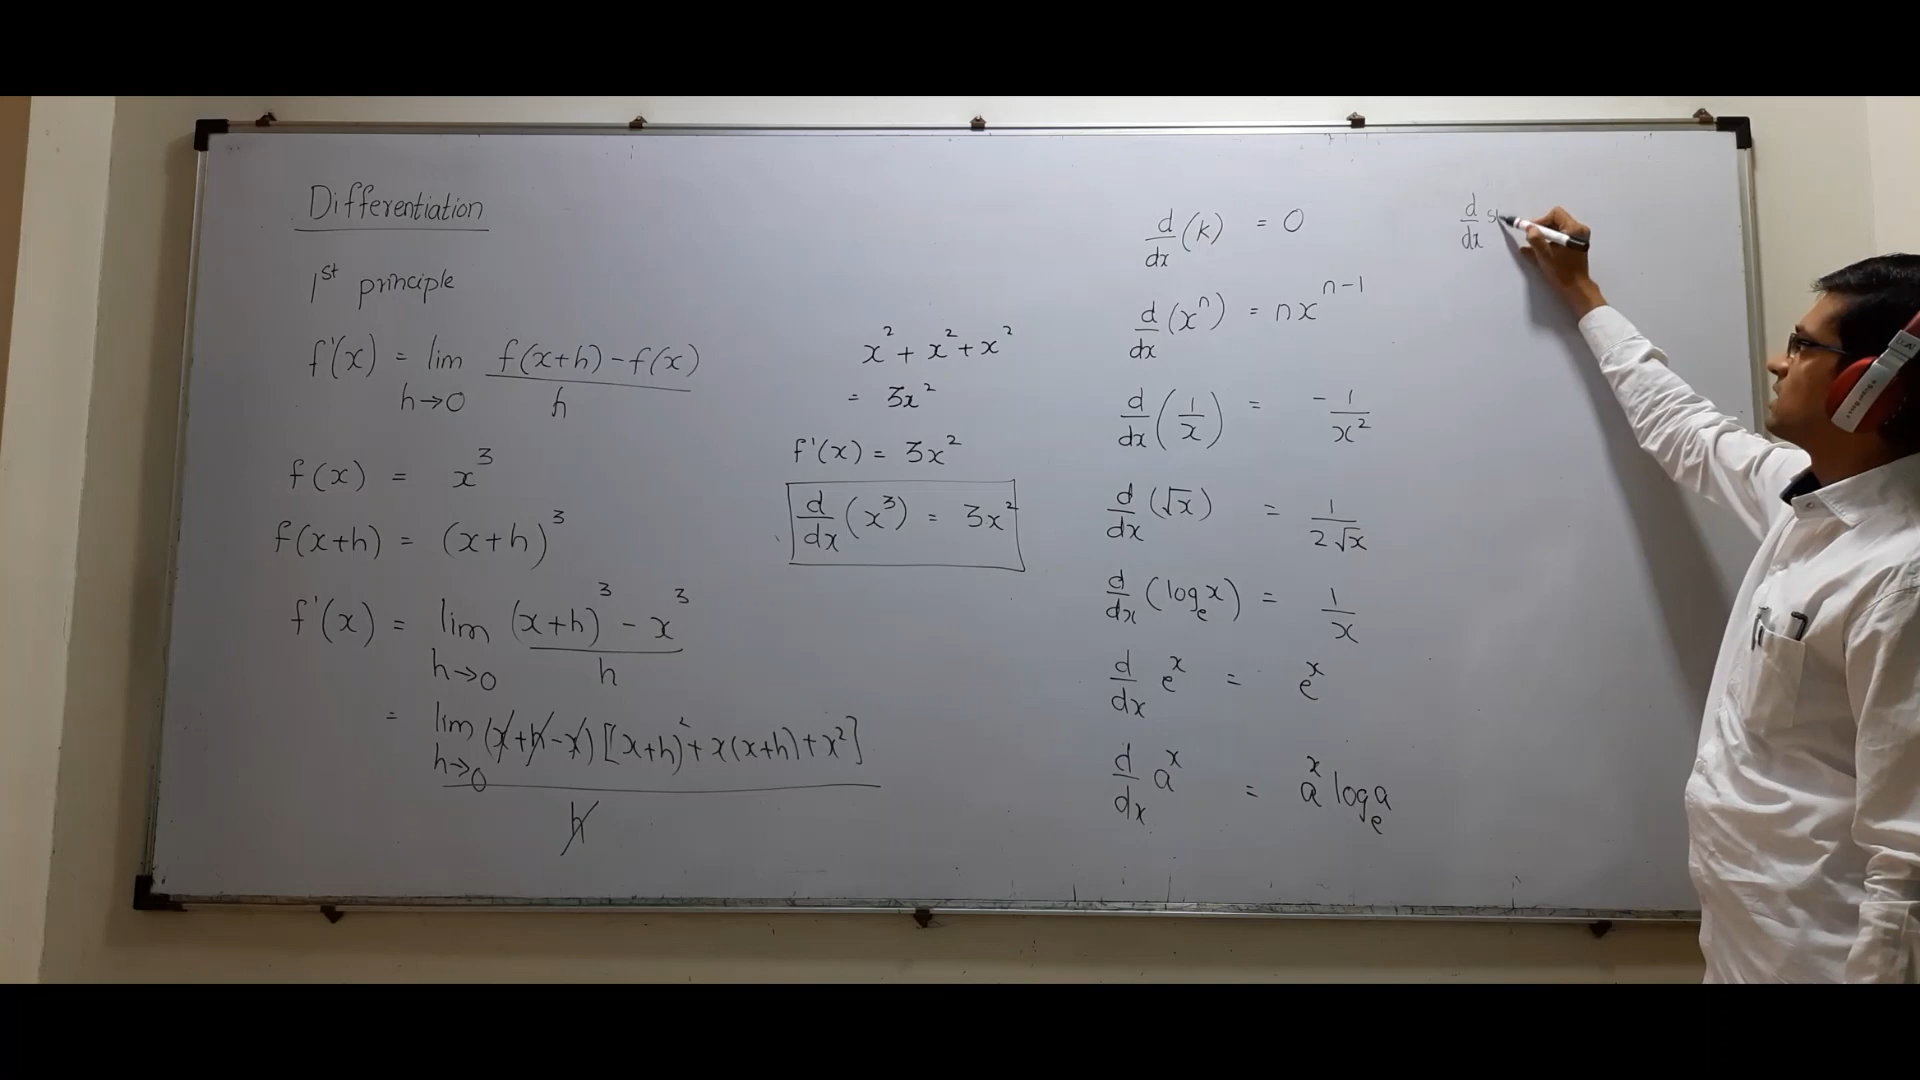 Differentiation
1st principle
f'(x) = lim h→0 (f(x+h) - f(x))/h
f(x) = x³
f(x+h) = (x+h)³
f'(x) = lim h→0 ((x+h)³ - x³)/h
= lim h→0 (x+h-x)[(x+h)² + x(x+h) + x²]/h
x² + x² + x²
= 3x²
f'(x) = 3x²
d/dx (x³) = 3x²
d/dx (k) = 0
d/dx (xⁿ) = nxⁿ⁻¹
d/dx (1/x) = -1/x²
d/dx (√x) = 1/(2√x)
d/dx (logₑx) = 1/x
d/dx eˣ = eˣ
d/dx aˣ = aˣ logₑa
d/dx